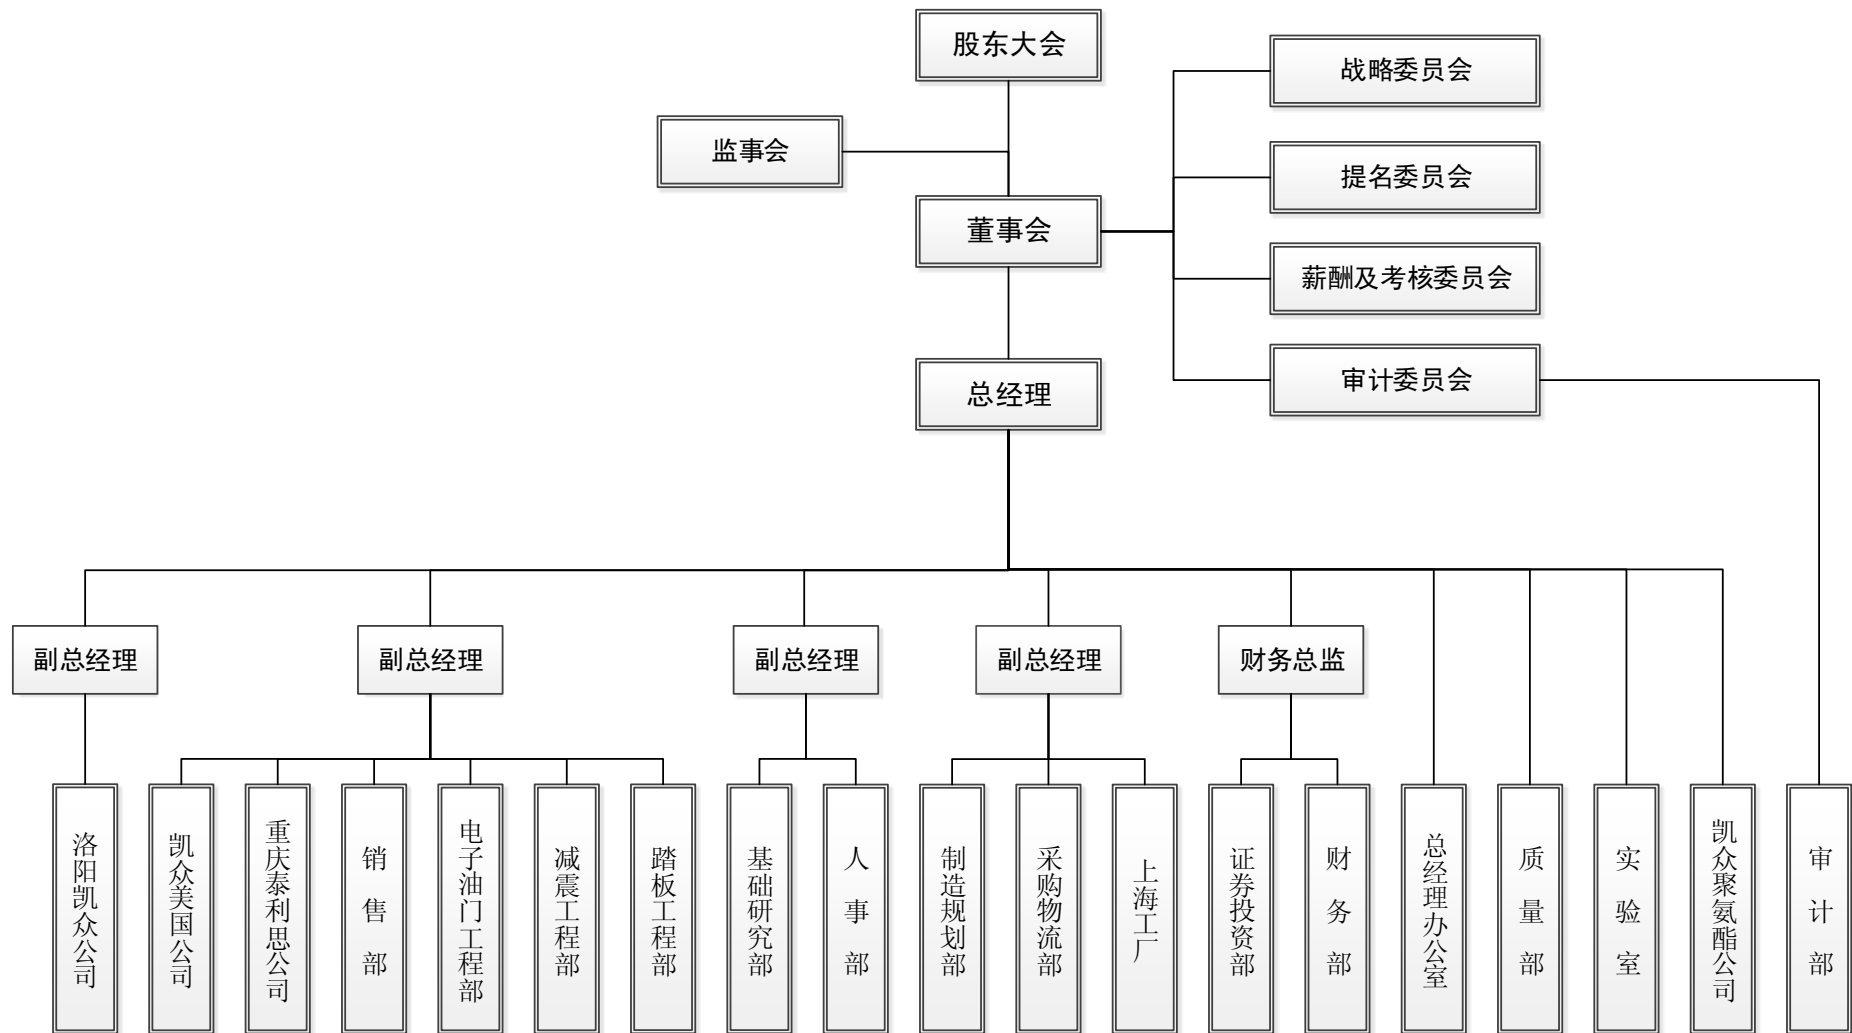 股东大会
战略委员会
监事会
提名委员会
董事会
薪酬及考核委员会
总经理
审计委员会
副总经理
副总经理
副总经理
副总经理
财务总监
洛阳凯众公司
凯众美国公司
重庆泰利思公司
销售部
电子油门工程部
减震工程部
踏板工程部
基础研究部
人事部
制造规划部
采购物流部
上海工厂
证券投资部
财务部
总经理办公室
质量部
实验室
凯众聚氨酯公司
审计部